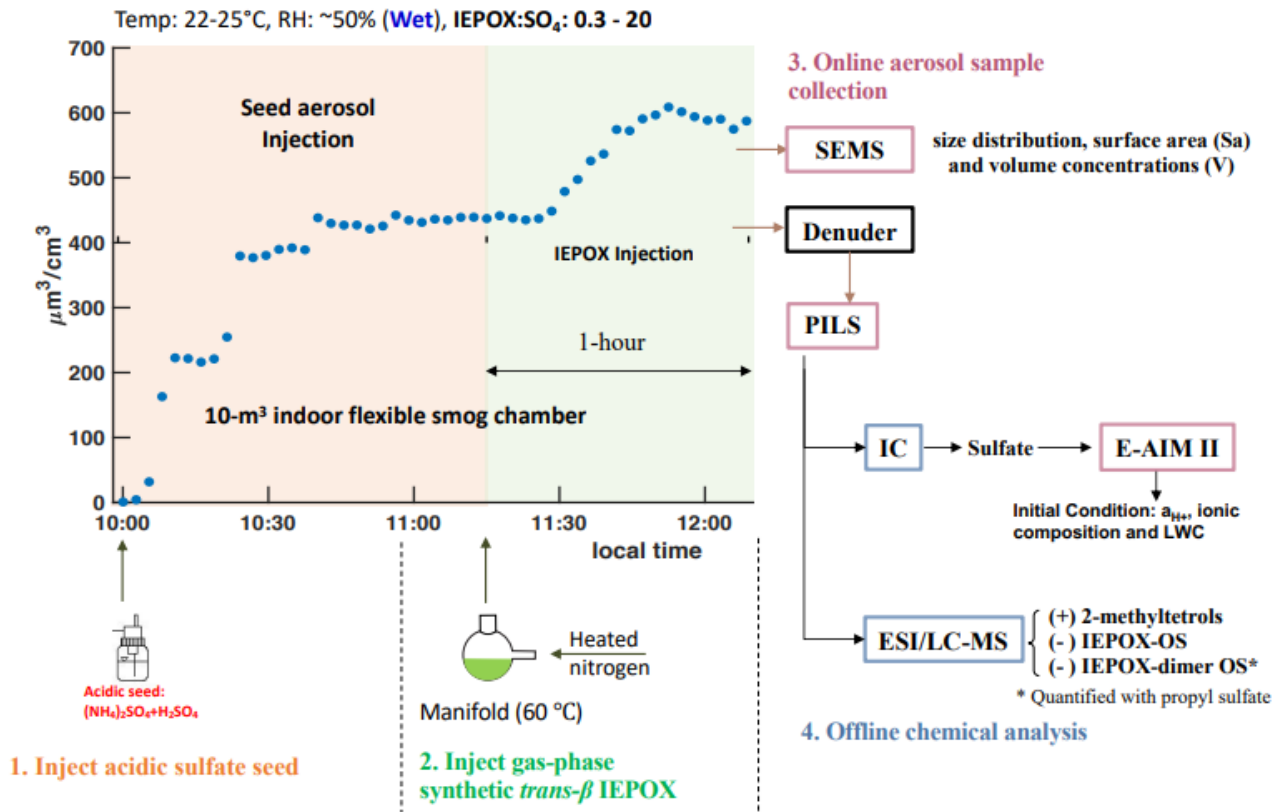 Temp: 22-25°C, RH: ~50% (Wet), IEPOX:SO₄: 0.3 - 20
700
600
500
400
300
200
100
0
μm³/cm³
Seed aerosol
Injection
IEPOX Injection
1-hour
10-m³ indoor flexible smog chamber
10:00
10:30
11:00
11:30
12:00
local time
Acidic seed:
(NH₄)₂SO₄+H₂SO₄
Heated
nitrogen
Manifold (60 °C)
1. Inject acidic sulfate seed
2. Inject gas-phase
synthetic trans-β IEPOX
3. Online aerosol sample
collection
SEMS
size distribution, surface area (Sa)
and volume concentrations (V)
Denuder
PILS
IC
Sulfate
E-AIM II
Initial Condition: a_H+, ionic
composition and LWC
ESI/LC-MS
(+) 2-methyltetrols
(-) IEPOX-OS
(-) IEPOX-dimer OS*
* Quantified with propyl sulfate
4. Offline chemical analysis